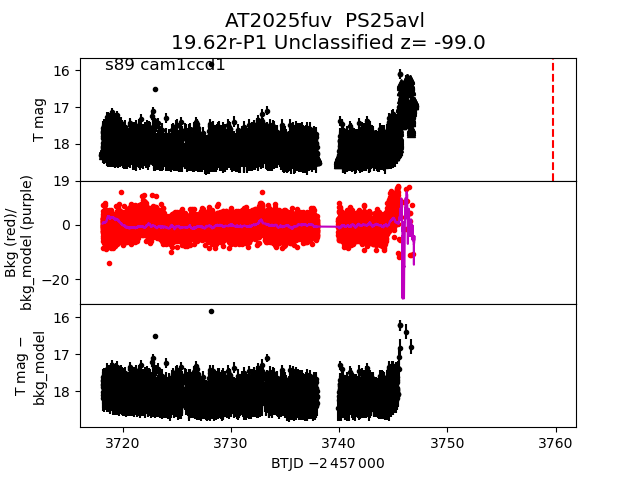 AT2025fuv PS25avl
19.62r-P1 Unclassified z= -99.0
s89 cam1ccd1
16
17
18
19
T mag
0
−20
Bkg (red)/
bkg_model (purple)
16
17
18
T mag −
bkg_model
3720 3730 3740 3750 3760
BTJD −2 457 000